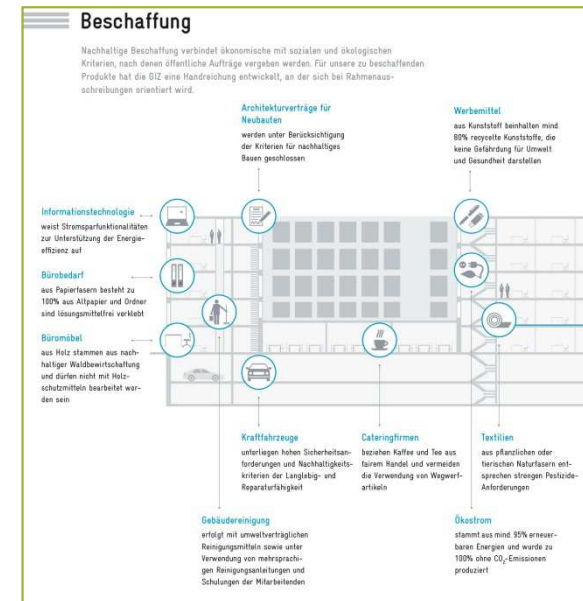 Beschaffung
Nachhaltige Beschaffung verbindet ökonomische mit sozialen und ökologischen
Kriterien, nach denen öffentliche Aufträge vergeben werden. Für unsere zu beschaffenden
Produkte hat die GIZ eine Handreichung entwickelt, an der sich bei Rahmenaus-
schreibungen orientiert wird.
Architekturverträge für
Neubauten
werden unter Berücksichtigung
der Kriterien für nachhaltiges
Bauen geschlossen
Werbemittel
aus Kunststoff beinhalten mind.
80% recycelte Kunststoffe, die
keine Gefährdung für Umwelt
und Gesundheit darstellen
Informationstechnologie
weist Stromsparfunktionalitäten
zur Unterstützung der Energie-
effizienz auf
Bürobedarf
aus Papierfasern besteht zu
100% aus Altpapier und Ordner
sind lösungsmittelfrei verklebt
Büromöbel
aus Holz stammen aus nach-
haltiger Waldbewirtschaftung
und dürfen nicht mit Holz-
schutzmitteln bearbeitet wor-
den sein
Kraftfahrzeuge
unterliegen hohen Sicherheitsan-
forderungen und Nachhaltigkeits-
kriterien der Langlebig- und
Reparaturfähigkeit
Cateringfirmen
beziehen Kaffee und Tee aus
fairem Handel und vermeiden
die Verwendung von Wegwerf-
artikeln
Textilien
aus pflanzlichen oder
tierischen Naturfasern ent-
sprechen strengen Pestizide-
Anforderungen
Gebäudereinigung
erfolgt mit umweltverträglichen
Reinigungsmitteln sowie unter
Verwendung von mehrsprachi-
gen Reinigungsanleitungen und
Schulungen der Mitarbeitenden
Ökostrom
stammt aus mind. 95% erneuer-
baren Energien und wurde zu
100% ohne CO₂-Emissionen
produziert